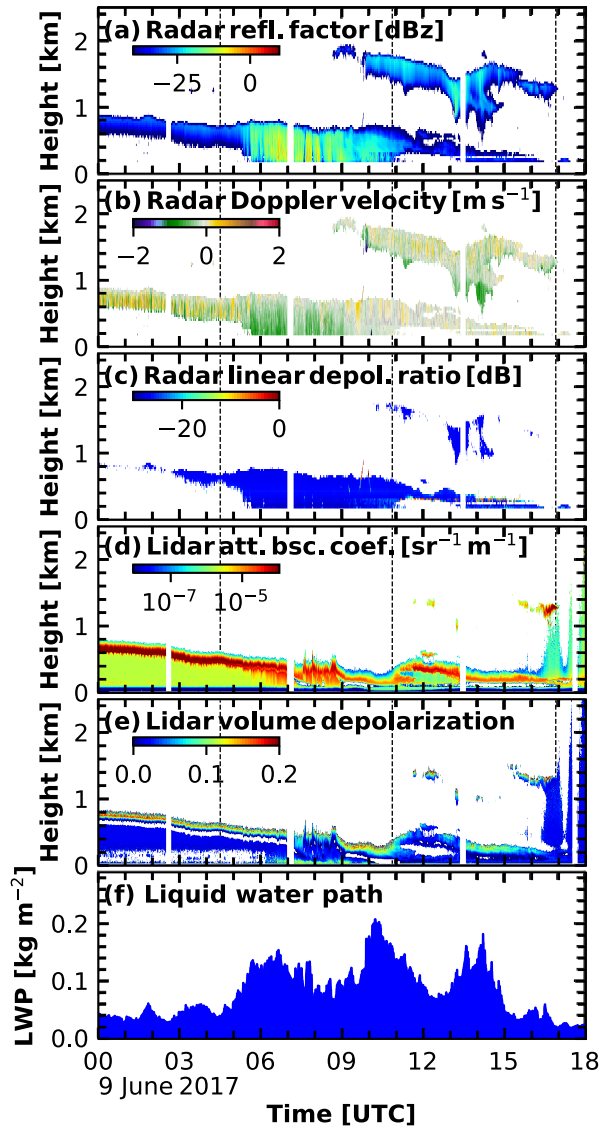 (a) Radar refl. factor [dBz]
−25 0
Height [km]
2
1
0
(b) Radar Doppler velocity [m s⁻¹]
−2 0 2
Height [km]
2
1
0
(c) Radar linear depol. ratio [dB]
−20 0
Height [km]
2
1
0
(d) Lidar att. bsc. coef. [sr⁻¹ m⁻¹]
10⁻⁷ 10⁻⁵
Height [km]
2
1
0
(e) Lidar volume depolarization
0.0 0.1 0.2
Height [km]
2
1
0
(f) Liquid water path
LWP [kg m⁻²]
0.2
0.1
0.0
00 03 06 09 12 15 18
9 June 2017
Time [UTC]